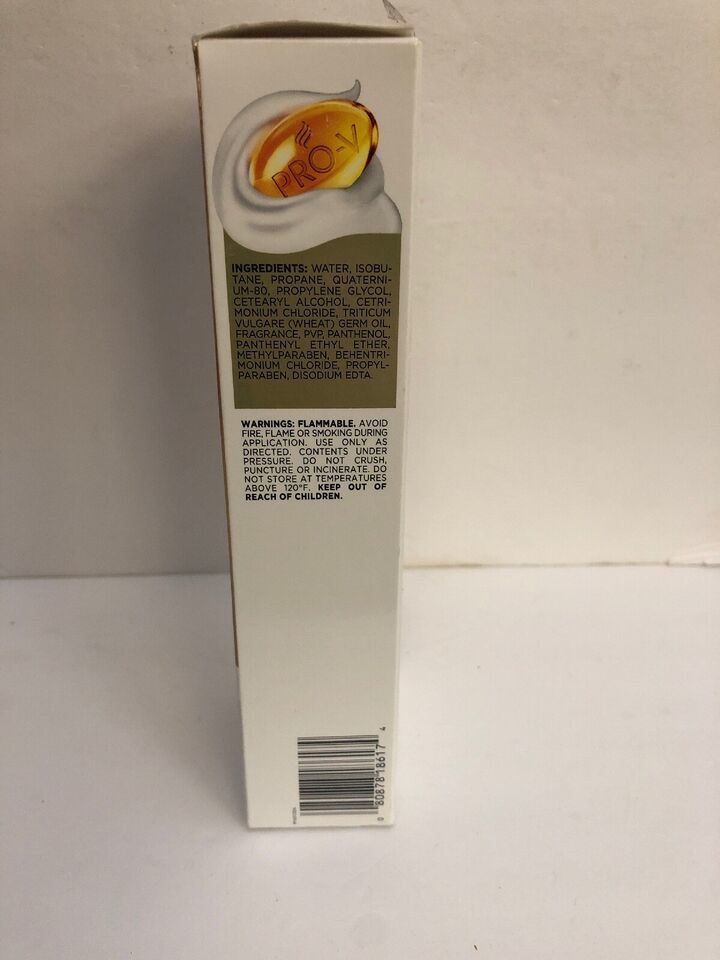 PRO-V
INGREDIENTS: WATER, ISOBU-
TANE, PROPANE, QUATERNI-
UM-80, PROPYLENE GLYCOL,
CETEARYL ALCOHOL, CETRI-
MONIUM CHLORIDE, TRITICUM
VULGARE (WHEAT) GERM OIL,
FRAGRANCE, PVP, PANTHENOL,
PANTHENYL ETHYL ETHER,
METHYLPARABEN, BEHENTRI-
MONIUM CHLORIDE, PROPYL-
PARABEN, DISODIUM EDTA.
WARNINGS: FLAMMABLE. AVOID
FIRE, FLAME OR SMOKING DURING
APPLICATION. USE ONLY AS
DIRECTED. CONTENTS UNDER
PRESSURE. DO NOT CRUSH,
PUNCTURE OR INCINERATE. DO
NOT STORE AT TEMPERATURES
ABOVE 120°F. KEEP OUT OF
REACH OF CHILDREN.
0 80878 18617 4